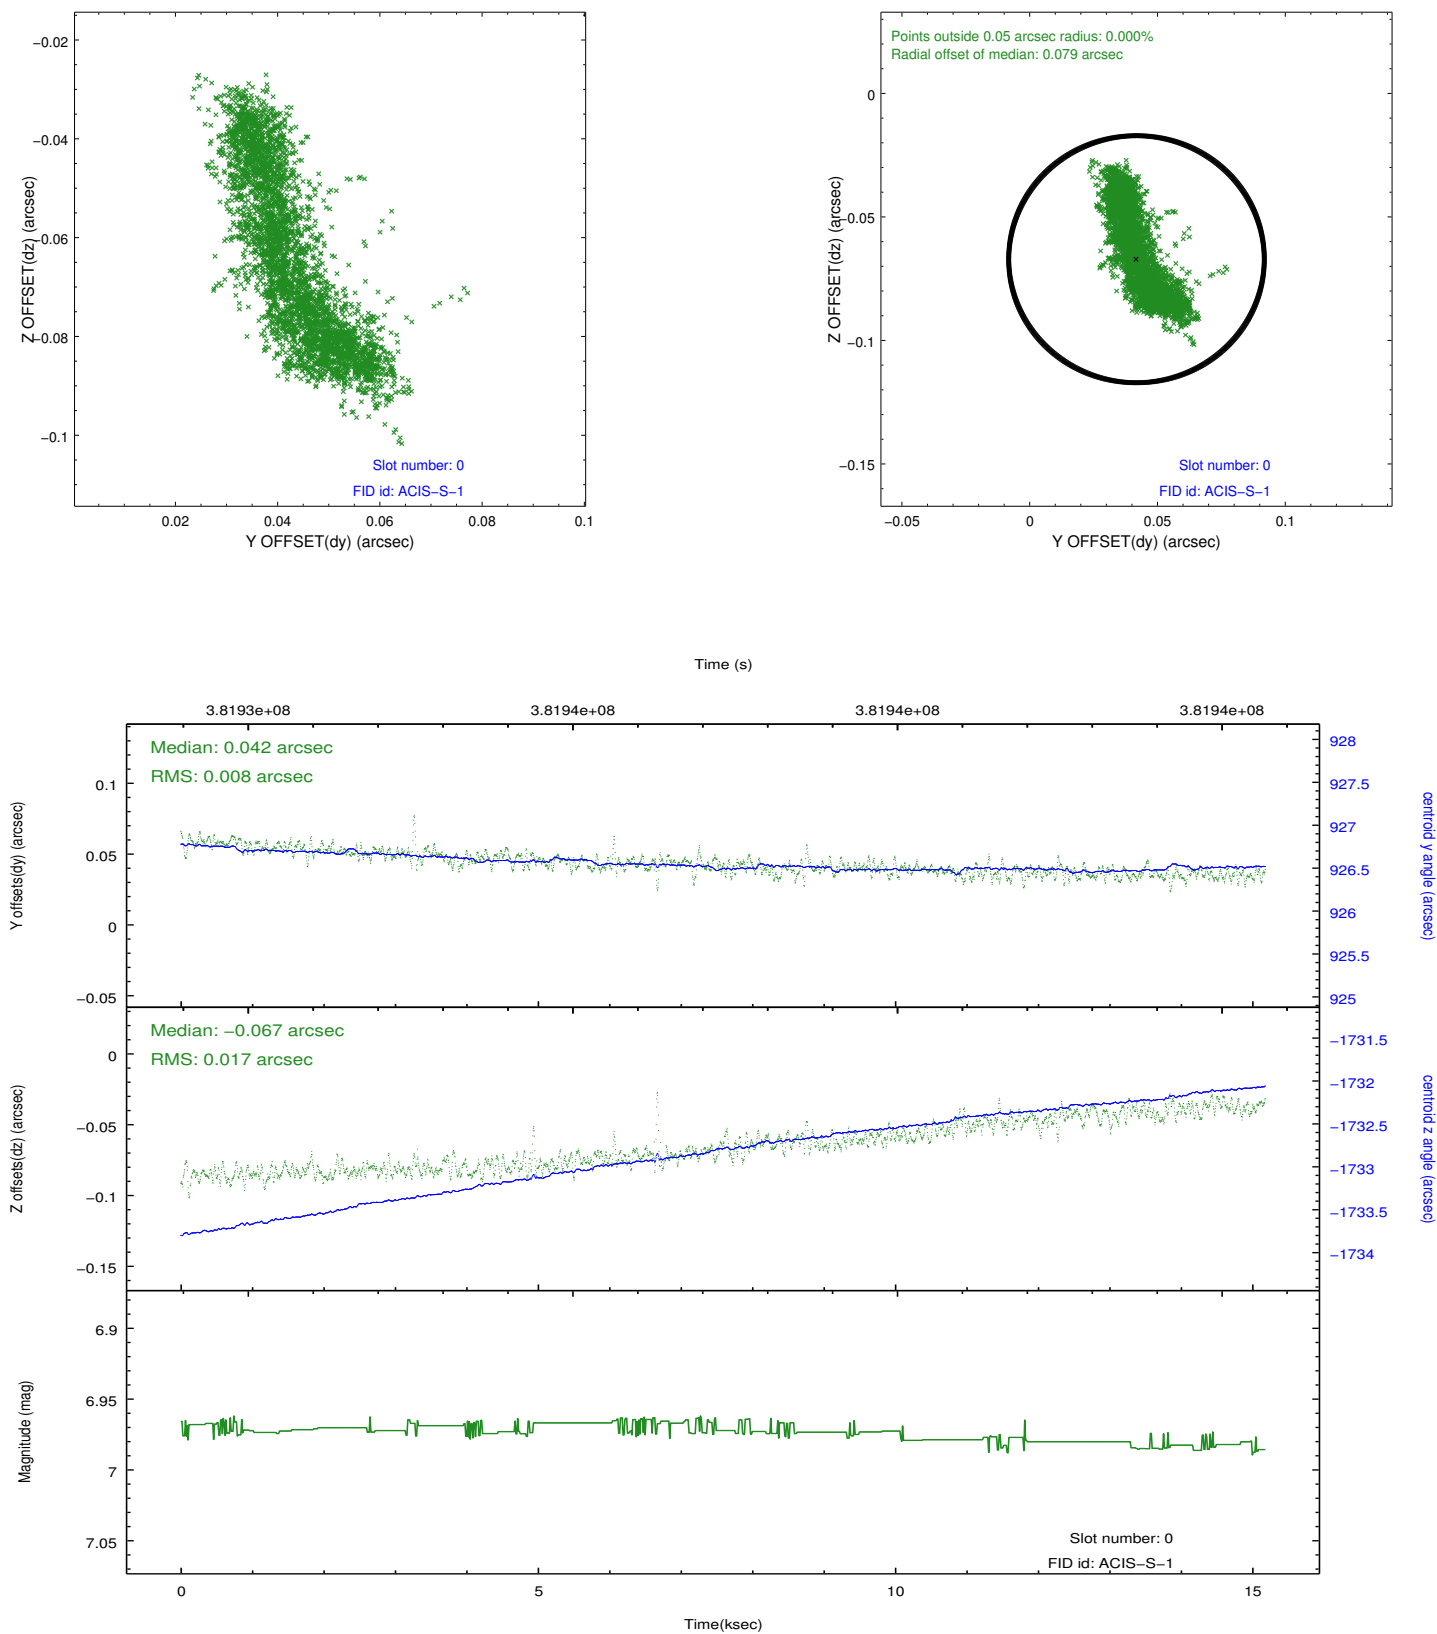 −0.02
−0.04
−0.06
−0.08
−0.1
Z OFFSET(dz) (arcsec)
Slot number: 0
FID id: ACIS−S−1
0.02 0.04 0.06 0.08 0.1
Y OFFSET(dy) (arcsec)
Points outside 0.05 arcsec radius: 0.000%
Radial offset of median: 0.079 arcsec
0
−0.05
−0.1
−0.15
Z OFFSET(dz) (arcsec)
Slot number: 0
FID id: ACIS−S−1
−0.05 0 0.05 0.1
Y OFFSET(dy) (arcsec)
Time (s)
3.8193e+08 3.8194e+08 3.8194e+08 3.8194e+08
Median: 0.042 arcsec
RMS: 0.008 arcsec
0.1
0.05
0
−0.05
Y offsets(dy) (arcsec)
928
927.5
927
926.5
926
925.5
925
centroid y angle (arcsec)
Median: −0.067 arcsec
RMS: 0.017 arcsec
0
−0.05
−0.1
−0.15
Z offsets(dz) (arcsec)
−1731.5
−1732
−1732.5
−1733
−1733.5
−1734
centroid z angle (arcsec)
6.9
6.95
7
7.05
Magnitude (mag)
Slot number: 0
FID id: ACIS−S−1
0 5 10 15
Time(ksec)